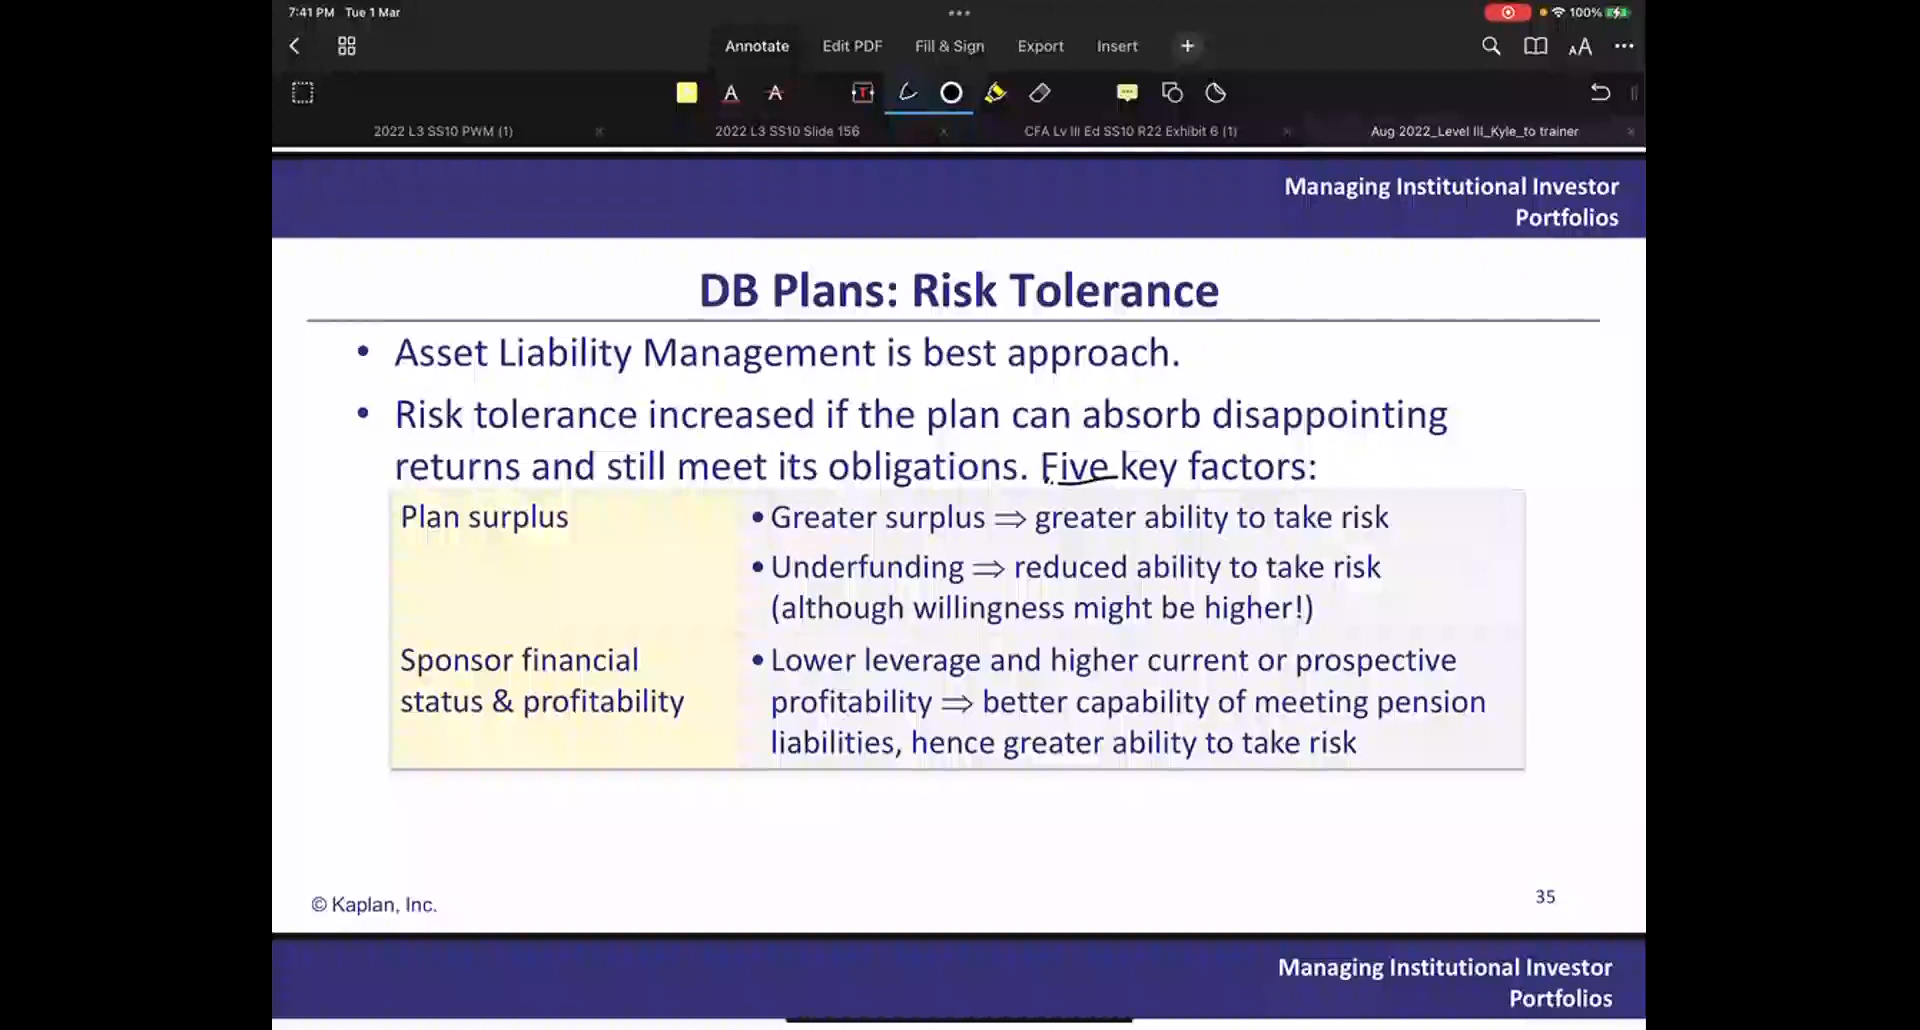 7:41 PM Tue 1 Mar
100%
Annotate Edit PDF Fill & Sign Export Insert
2022 L3 SS10 PWM (1) 2022 L3 SS10 Slide 156 CFA Lv III Ed SS10 R22 Exhibit 6 (1) Aug 2022_Level III_Kyle_to trainer
Managing Institutional Investor
Portfolios
DB Plans: Risk Tolerance
• Asset Liability Management is best approach.
• Risk tolerance increased if the plan can absorb disappointing
returns and still meet its obligations. Five key factors:
Plan surplus
• Greater surplus ⇒ greater ability to take risk
• Underfunding ⇒ reduced ability to take risk
(although willingness might be higher!)
Sponsor financial
status & profitability
• Lower leverage and higher current or prospective
profitability ⇒ better capability of meeting pension
liabilities, hence greater ability to take risk
© Kaplan, Inc.
35
Managing Institutional Investor
Portfolios